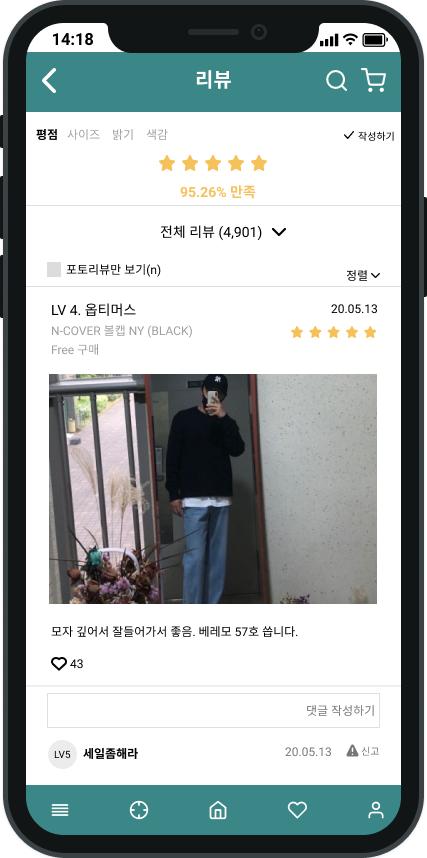 14:18
리뷰
평점 사이즈 밝기 색감 작성하기
95.26% 만족
전체 리뷰 (4,901)
포토리뷰만 보기(n)
정렬
LV 4. 옵티머스 20.05.13
N-COVER 볼캡 NY (BLACK)
Free 구매
모자 깊어서 잘들어가서 좋음. 베레모 57호 씁니다.
43
댓글 작성하기
LV5 세일좀해라 20.05.13 신고